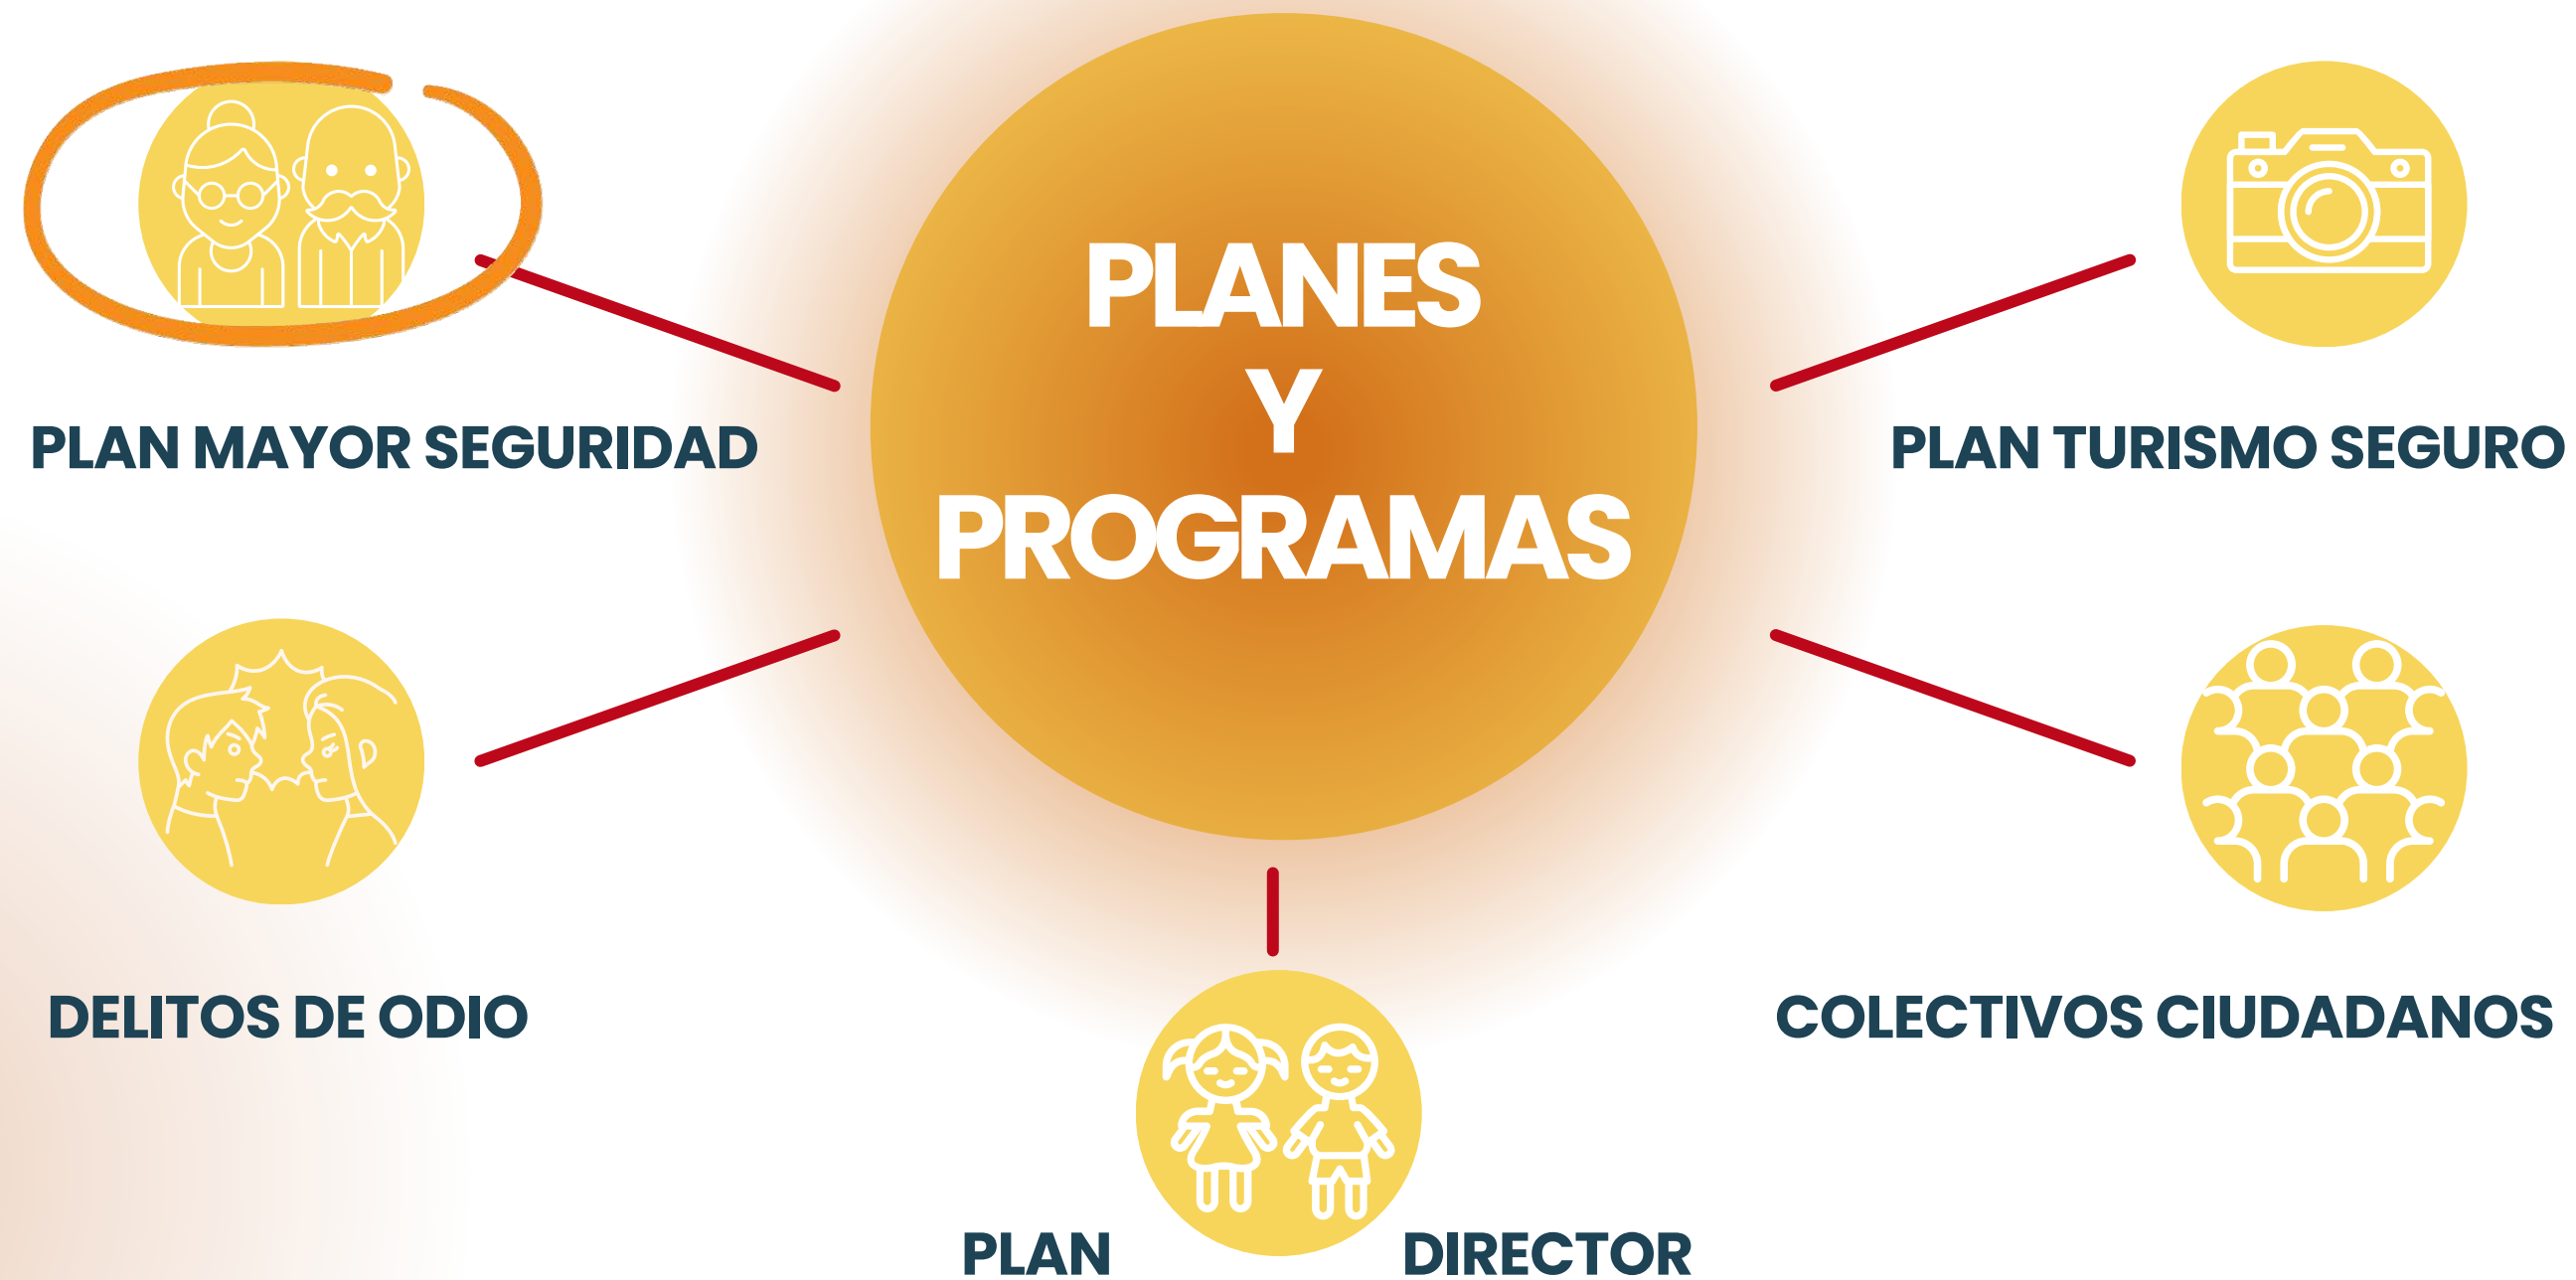 PLANES
Y
PROGRAMAS
PLAN MAYOR SEGURIDAD
PLAN TURISMO SEGURO
DELITOS DE ODIO
COLECTIVOS CIUDADANOS
PLAN DIRECTOR